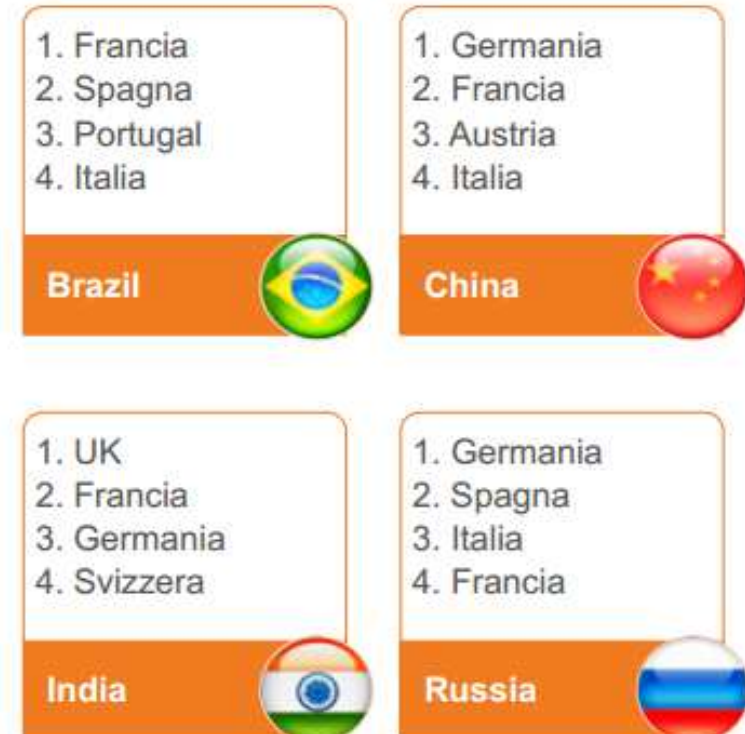 1. Francia
2. Spagna
3. Portugal
4. Italia
Brazil
1. Germania
2. Francia
3. Austria
4. Italia
China
1. UK
2. Francia
3. Germania
4. Svizzera
India
1. Germania
2. Spagna
3. Italia
4. Francia
Russia